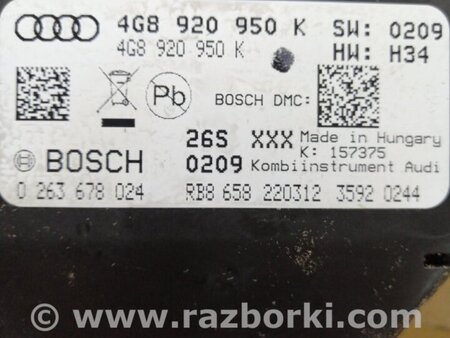 4G8 920 950 K SW: 0209
4G8 920 950 K HW: H34
Pb BOSCH DMC:
26S XXX Made in Hungary
K: 157375
BOSCH 0209 Kombiinstrument Audi
0 263 678 024 RB8 658 220312 3592 0244
© - www.razborki.com